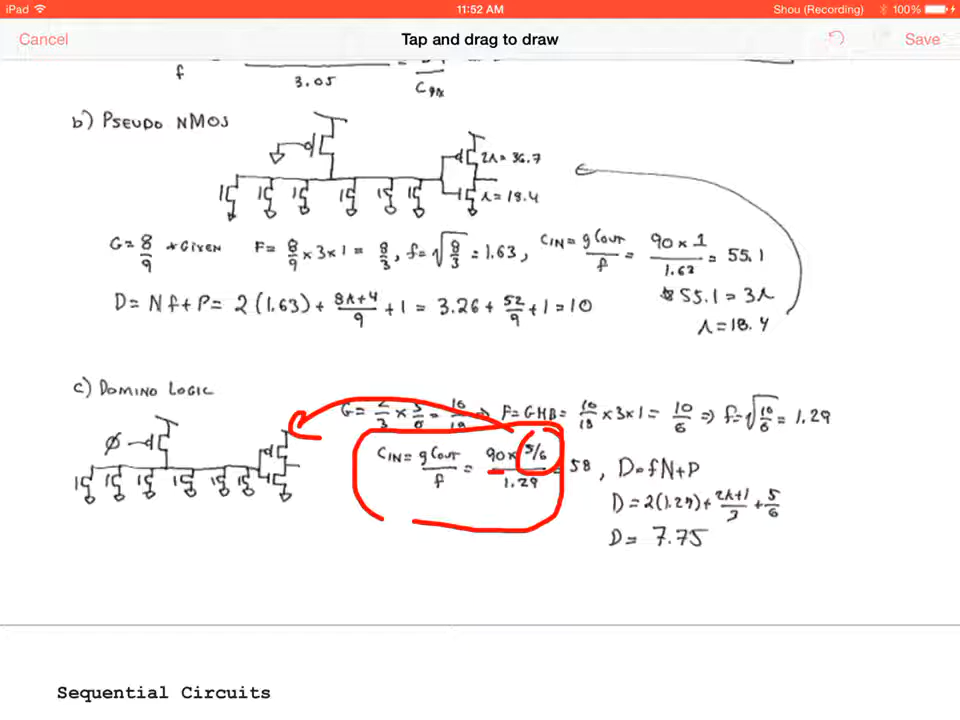 iPad 11:52 AM Shou (Recording) 100%
Cancel Tap and drag to draw Save
f 3.05 = C
b) PSEUDO NMOS
2Λ = 36.7
Λ = 18.4
G = 8/9 *GIVEN F = 8/9 × 3 × 1 = 8/3, f = √8/3 = 1.63, CIN = g Cout / f = 90 × 1 / 1.63 = 55.1
55.1 = 3Λ
Λ = 18.4
D = Nf + P = 2 (1.63) + 8Λ+4 / 9 + 1 = 3.26 + 52/9 + 1 = 10
c) DOMINO LOGIC
G = 2/3 × 5/6 = 10/18 => F = GHB = 10/18 × 3 × 1 = 10/6 => f = √10/6 = 1.29
ø
CIN = g Cout / f = 90 × 5/6 / 1.29 = 58, D = fN + P
D = 2(1.29) + 2Λ+1 / 3 + 5/6
D = 7.75
Sequential Circuits